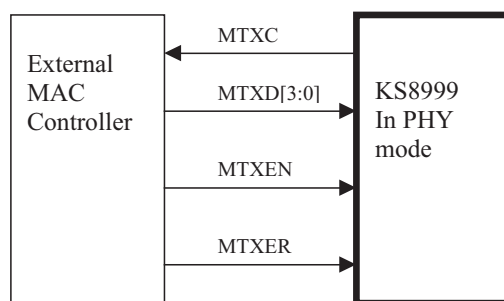 External
MAC
Controller
MTXC
MTXD[3:0]
MTXEN
MTXER
KS8999
In PHY
mode